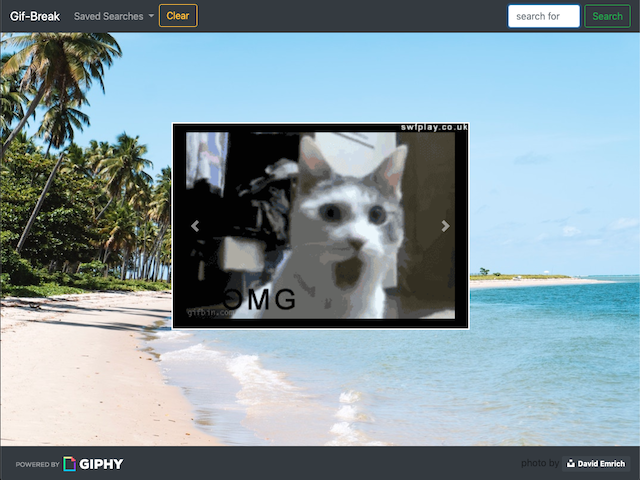 Gif-Break Saved Searches Clear search for Search
swfplay.co.uk
OMG
gifbin.com
POWERED BY GIPHY photo by David Emrich